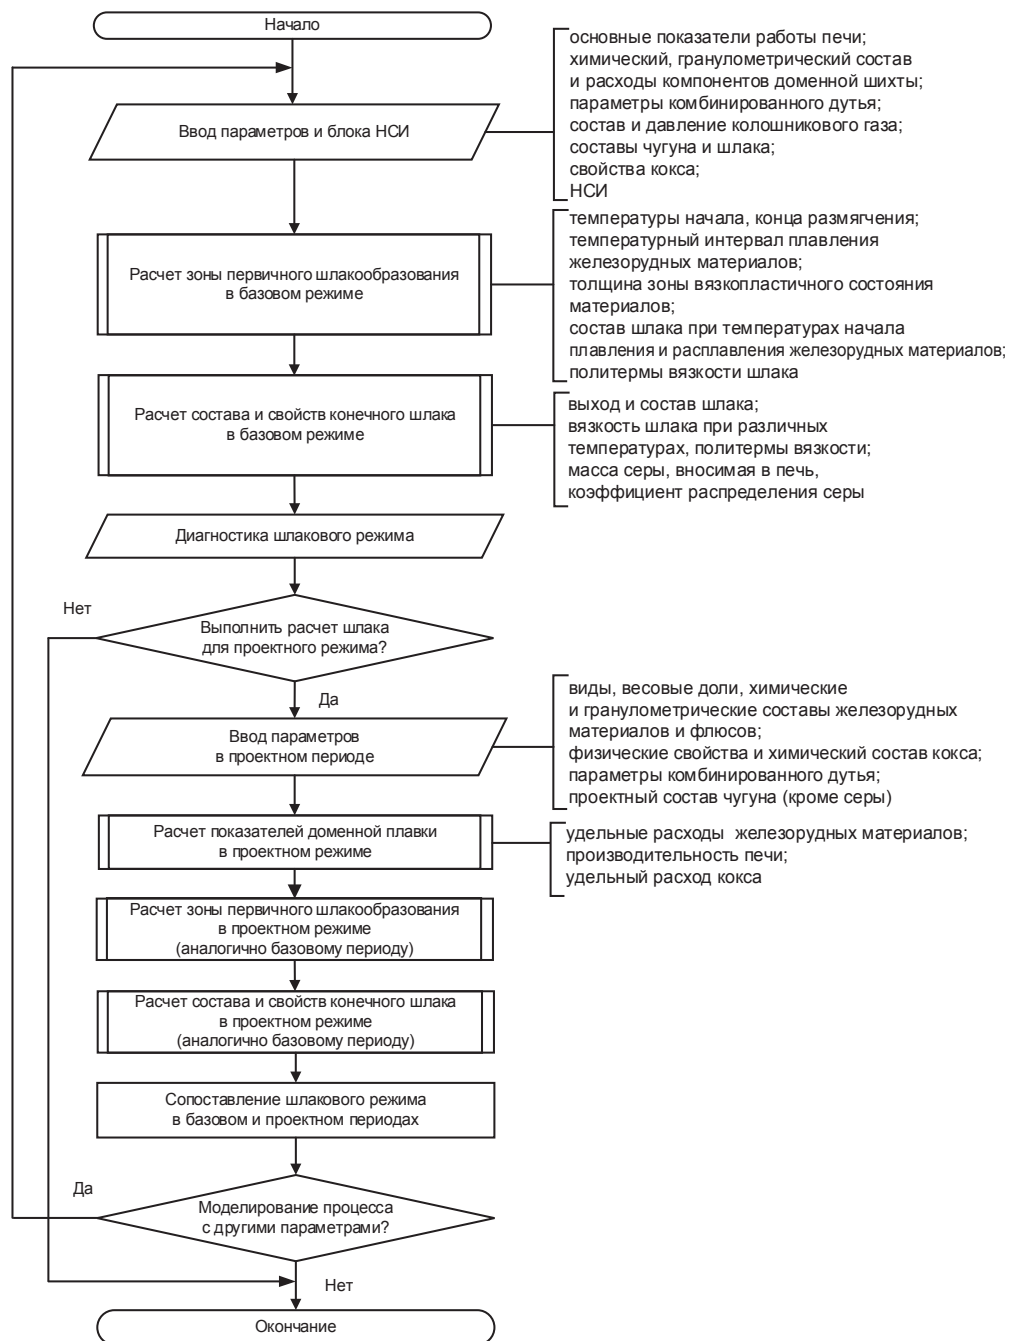 Начало
основные показатели работы печи;
химический, гранулометрический состав
и расходы компонентов доменной шихты;
параметры комбинированного дутья;
состав и давление колошникового газа;
составы чугуна и шлака;
свойства кокса;
НСИ
Ввод параметров и блока НСИ
температуры начала, конца размягчения;
температурный интервал плавления
железорудных материалов;
толщина зоны вязкопластичного состояния
материалов;
состав шлака при температурах начала
плавления и расплавления железорудных материалов;
политермы вязкости шлака
Расчет зоны первичного шлакообразования
в базовом режиме
Расчет состава и свойств конечного шлака
в базовом режиме
выход и состав шлака;
вязкость шлака при различных
температурах, политермы вязкости;
масса серы, вносимая в печь,
коэффициент распределения серы
Диагностика шлакового режима
Нет
Выполнить расчет шлака
для проектного режима?
Да
Ввод параметров
в проектном периоде
виды, весовые доли, химические
и гранулометрические составы железорудных
материалов и флюсов;
физические свойства и химический состав кокса;
параметры комбинированного дутья;
проектный состав чугуна (кроме серы)
Расчет показателей доменной плавки
в проектном режиме
удельные расходы железорудных материалов;
производительность печи;
удельный расход кокса
Расчет зоны первичного шлакообразования
в проектном режиме
(аналогично базовому периоду)
Расчет состава и свойств конечного шлака
в проектном режиме
(аналогично базовому периоду)
Сопоставление шлакового режима
в базовом и проектном периодах
Да
Моделирование процесса
с другими параметрами?
Нет
Окончание